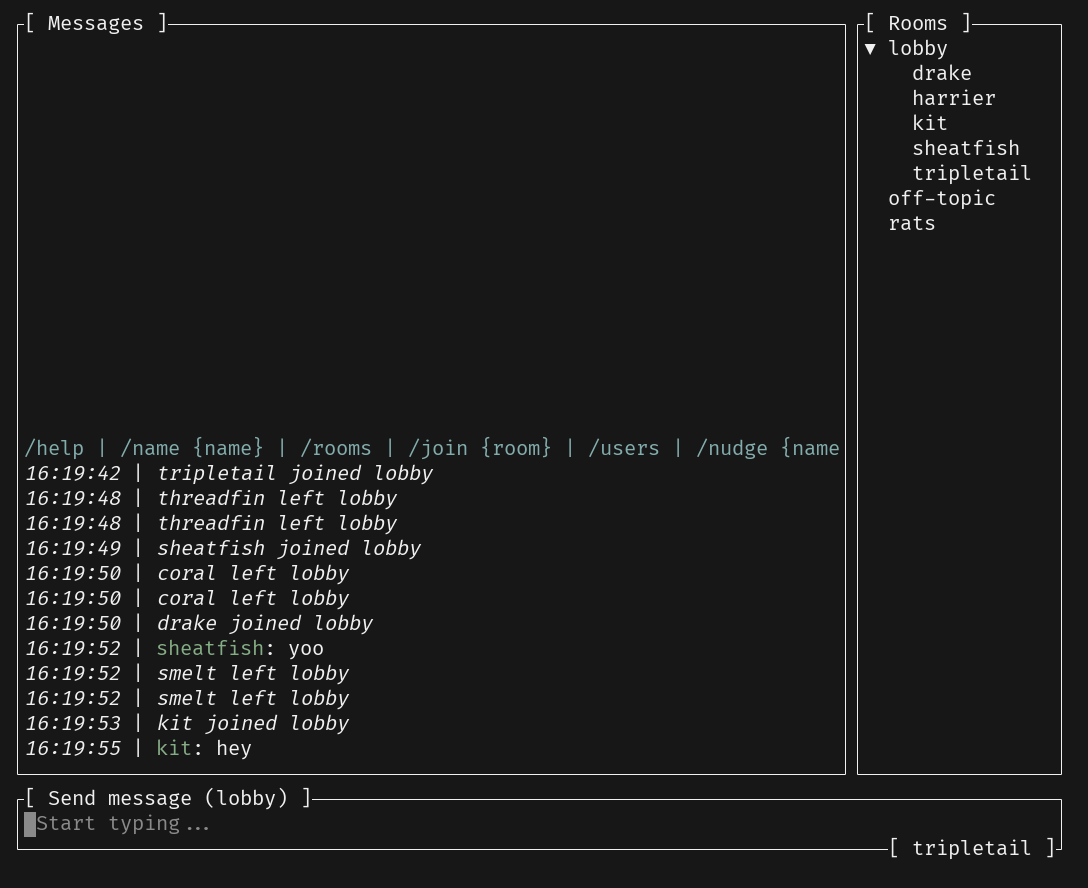 [ Messages ]
/help | /name {name} | /rooms | /join {room} | /users | /nudge {name
16:19:42 | tripletail joined lobby
16:19:48 | threadfin left lobby
16:19:48 | threadfin left lobby
16:19:49 | sheatfish joined lobby
16:19:50 | coral left lobby
16:19:50 | coral left lobby
16:19:50 | drake joined lobby
16:19:52 | sheatfish: yoo
16:19:52 | smelt left lobby
16:19:52 | smelt left lobby
16:19:53 | kit joined lobby
16:19:55 | kit: hey
[ Rooms ]
▼ lobby
drake
harrier
kit
sheatfish
tripletail
off-topic
rats
[ Send message (lobby) ]
Start typing...
[ tripletail ]